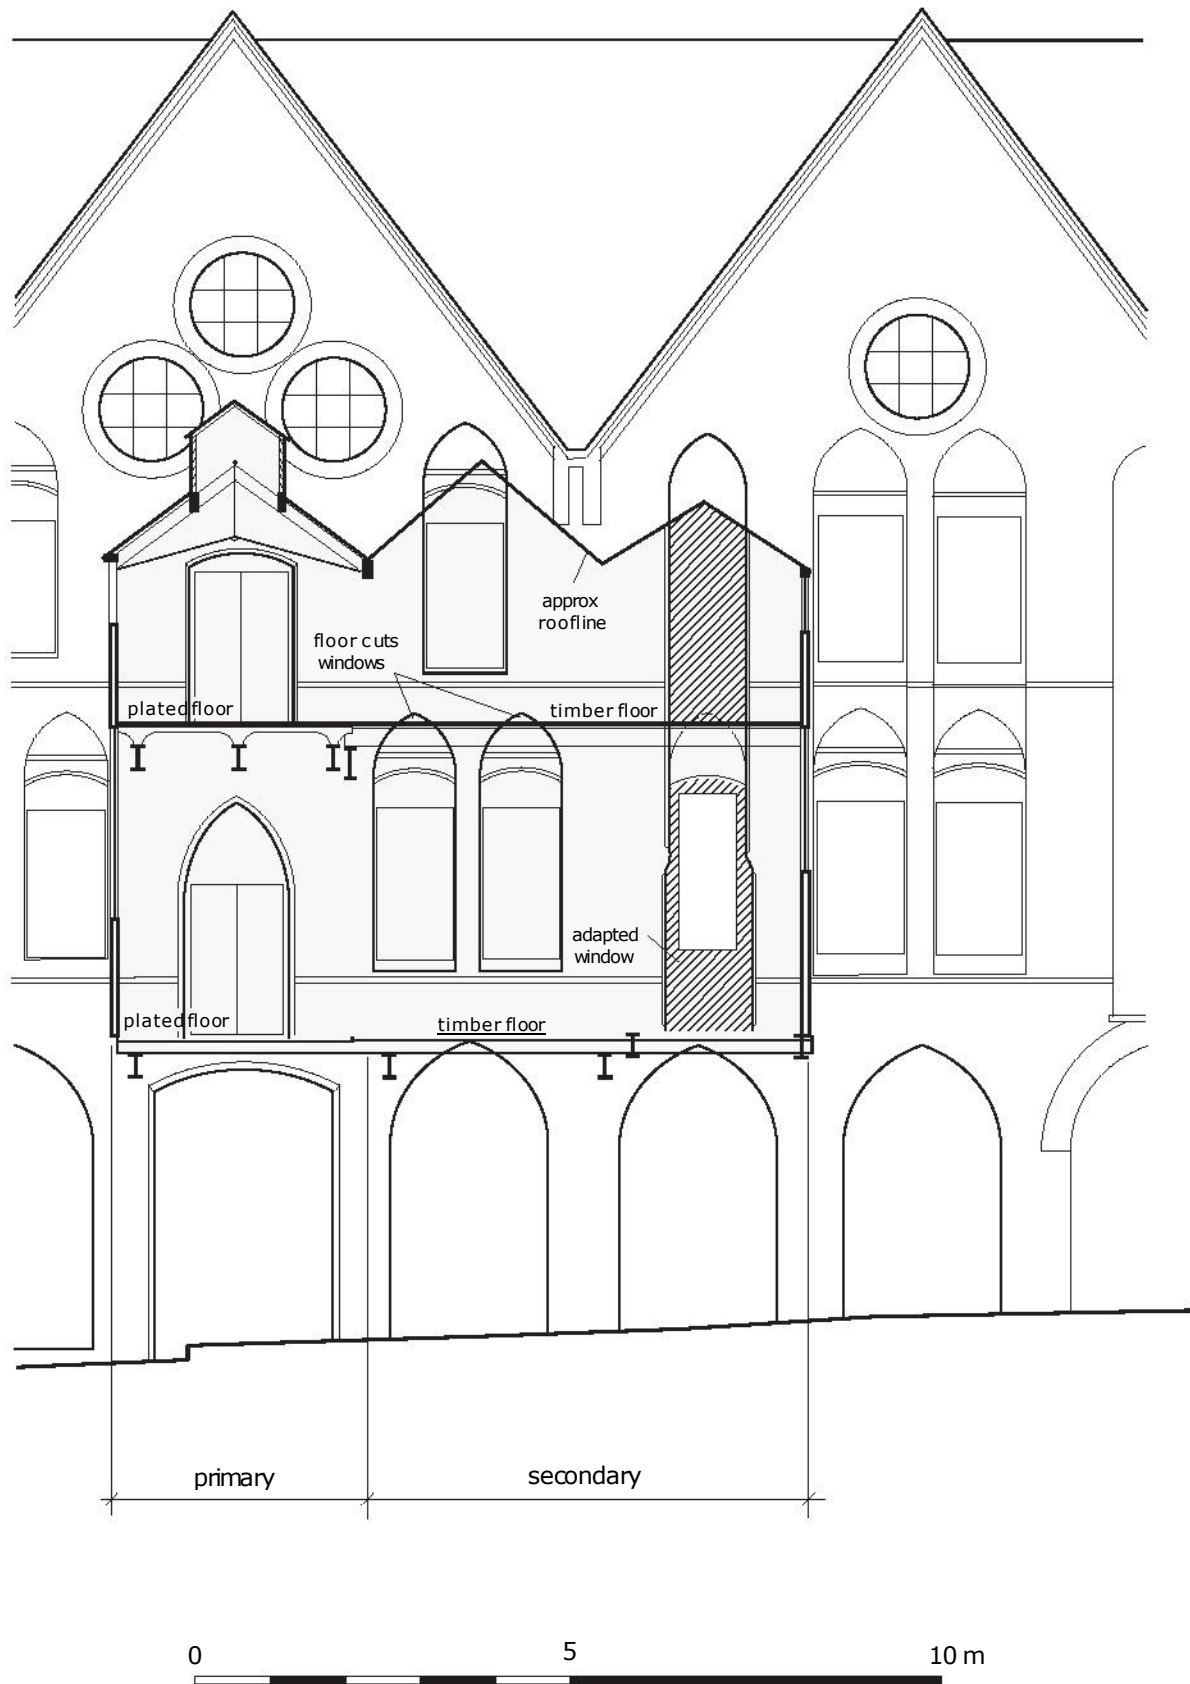 approx
roofline
floor cuts
windows
plated floor
timber floor
adapted
window
plated floor
timber floor
primary
secondary
0 5 10 m